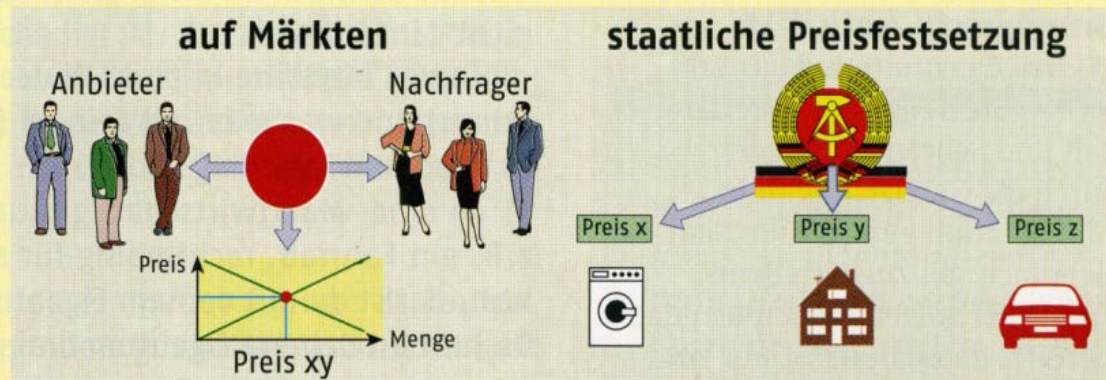 auf Märkten
Anbieter
Nachfrager
Preis
Menge
Preis xy
staatliche Preisfestsetzung
Preis x
Preis y
Preis z